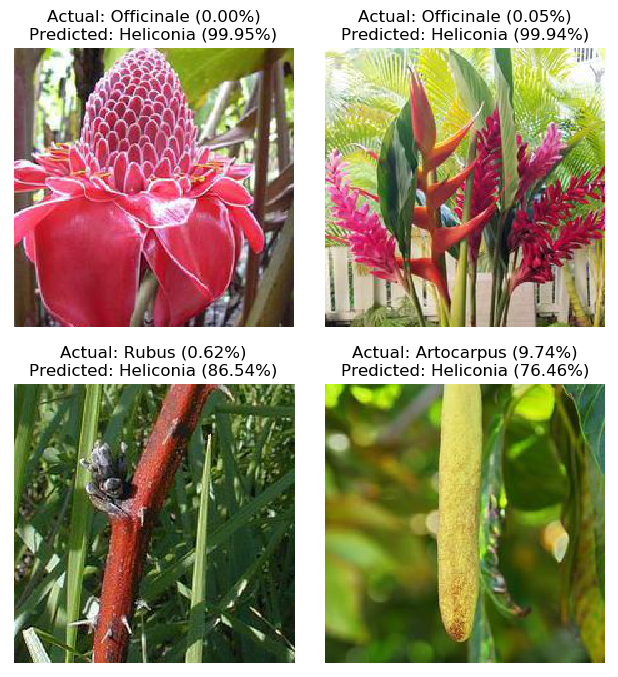 Actual: Officinale (0.00%)
Predicted: Heliconia (99.95%)
Actual: Officinale (0.05%)
Predicted: Heliconia (99.94%)
Actual: Rubus (0.62%)
Predicted: Heliconia (86.54%)
Actual: Artocarpus (9.74%)
Predicted: Heliconia (76.46%)